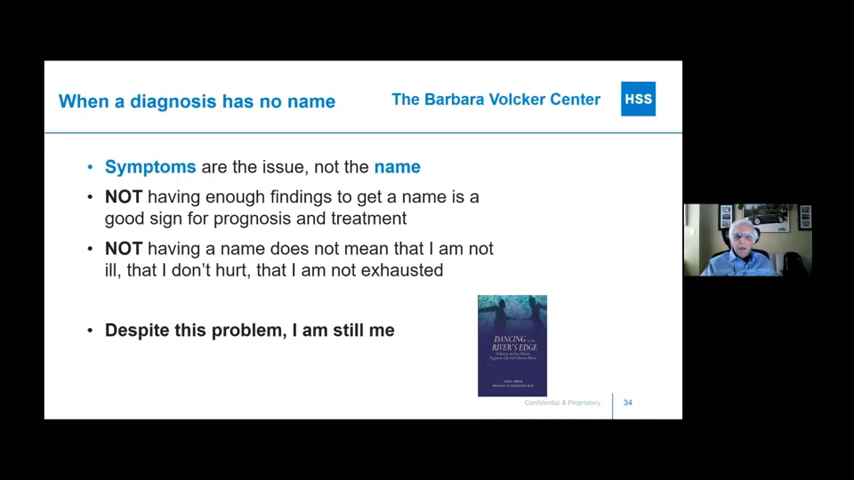 When a diagnosis has no name
The Barbara Volcker Center
HSS
• Symptoms are the issue, not the name
• NOT having enough findings to get a name is a
good sign for prognosis and treatment
• NOT having a name does not mean that I am not
ill, that I don't hurt, that I am not exhausted
• Despite this problem, I am still me
DANCING at the
RIVER'S EDGE
Confidential & Proprietary
34